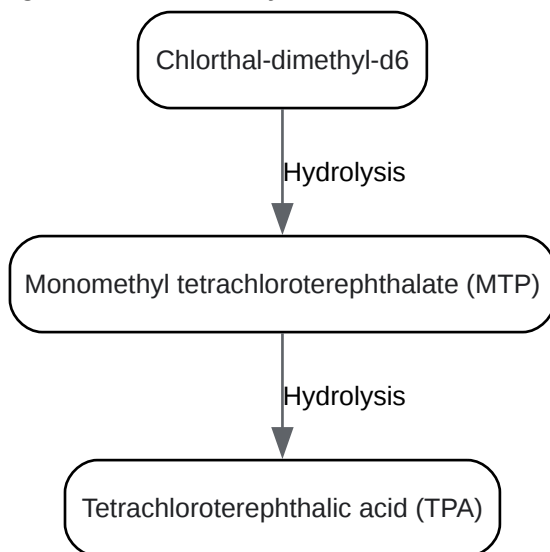 Chlorthal-dimethyl-d6
Hydrolysis
Monomethyl tetrachloroterephthalate (MTP)
Hydrolysis
Tetrachloroterephthalic acid (TPA)